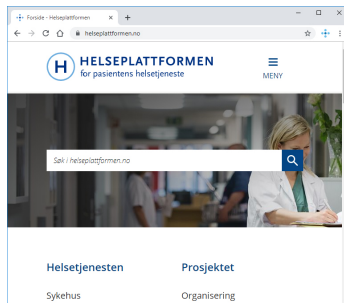 Forside - Helseplattformen
helseplattformen.no
HELSEPLATTFORMEN
for pasientens helsetjeneste
MENY
Søk i helseplattformen.no
Helsetjenesten
Prosjektet
Sykehus
Organisering